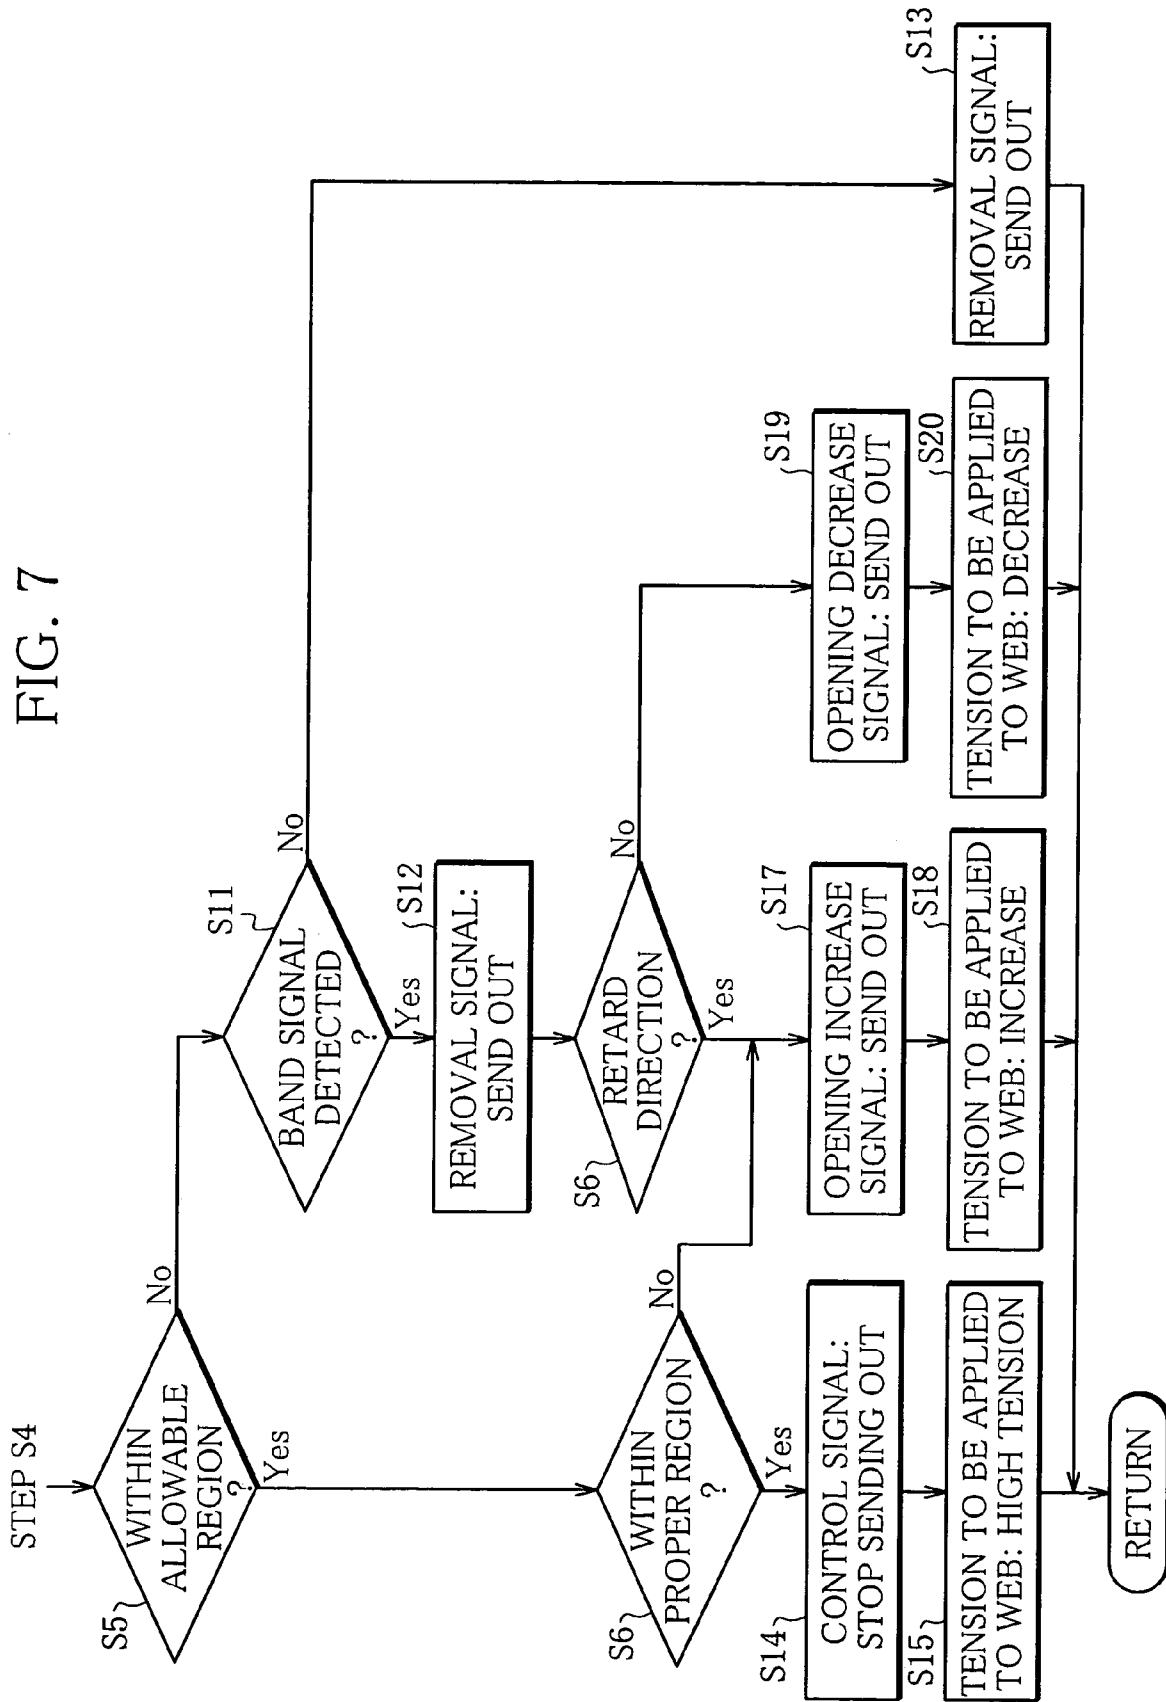 FIG. 7
STEP S4
S5
WITHIN
ALLOWABLE
REGION
?
Yes
No
S11
BAND SIGNAL
DETECTED
?
Yes
No
S12
REMOVAL SIGNAL:
SEND OUT
S6
WITHIN
PROPER REGION
?
Yes
No
S6
RETARD
DIRECTION
?
Yes
No
S14
CONTROL SIGNAL:
STOP SENDING OUT
S17
OPENING INCREASE
SIGNAL: SEND OUT
S19
OPENING DECREASE
SIGNAL: SEND OUT
S15
TENSION TO BE APPLIED
TO WEB: HIGH TENSION
S18
TENSION TO BE APPLIED
TO WEB: INCREASE
S20
TENSION TO BE APPLIED
TO WEB: DECREASE
S13
REMOVAL SIGNAL:
SEND OUT
RETURN